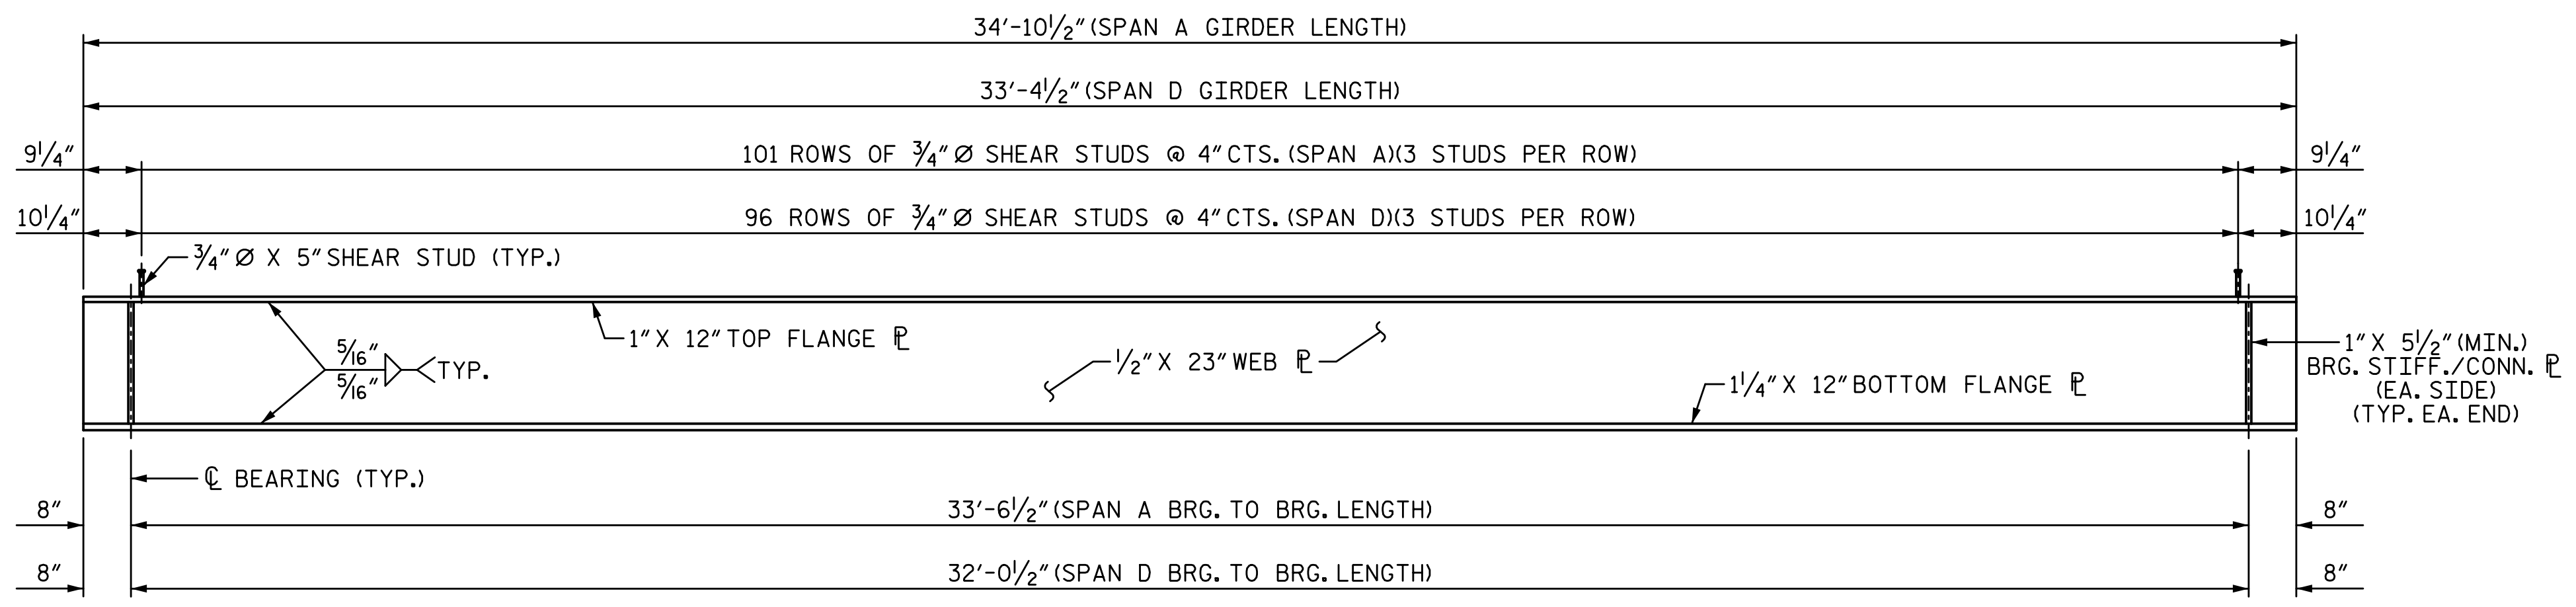 34'-10½" (SPAN A GIRDER LENGTH)
33'-4½" (SPAN D GIRDER LENGTH)
9¼"
101 ROWS OF ¾" Ø SHEAR STUDS @ 4" CTS. (SPAN A)(3 STUDS PER ROW)
9¼"
10¼"
96 ROWS OF ¾" Ø SHEAR STUDS @ 4" CTS. (SPAN D)(3 STUDS PER ROW)
10¼"
¾" Ø X 5" SHEAR STUD (TYP.)
1" X 12" TOP FLANGE ⅊
5/16"
5/16"
TYP.
½" X 23" WEB ⅊
1¼" X 12" BOTTOM FLANGE ⅊
1" X 5½" (MIN.)
BRG. STIFF./CONN. ⅊
(EA. SIDE)
(TYP. EA. END)
℄ BEARING (TYP.)
8"
33'-6½" (SPAN A BRG. TO BRG. LENGTH)
8"
8"
32'-0½" (SPAN D BRG. TO BRG. LENGTH)
8"